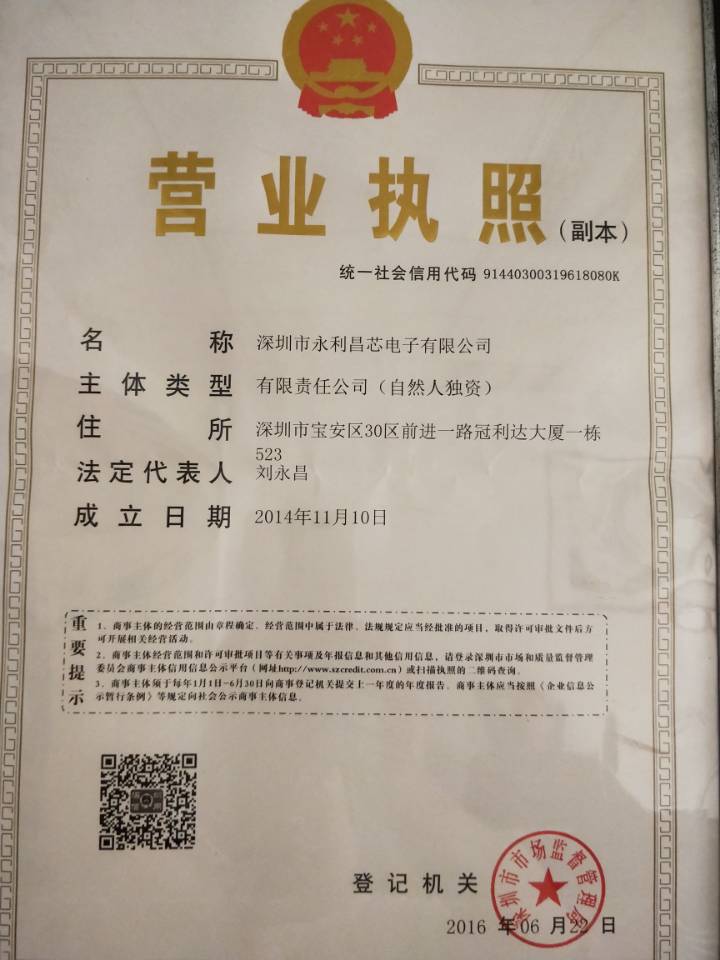 营业执照（副本）
统一社会信用代码 91440300319618080K
名称 深圳市永利昌芯电子有限公司
主体类型 有限责任公司（自然人独资）
住所 深圳市宝安区30区前进一路冠利达大厦一栋
523
法定代表人 刘永昌
成立日期 2014年11月10日
重要提示
1、商事主体的经营范围由章程确定。经营范围中属于法律、法规规定应当经批准的项目，取得许可审批文件后方
可开展相关经营活动。
2、商事主体经营范围和许可审批项目等有关事项及年报信息和其他信用信息，请登录深圳市市场和质量监督管理
委员会商事主体信用信息公示平台（网址http://www.szcredit.com.cn）或扫描执照的二维码查询。
3、商事主体须于每年1月1日-6月30日向商事登记机关提交上一年度的年度报告。商事主体应当按照《企业信息公
示暂行条例》等规定向社会公示商事主体信息。
登记机关
深圳市市场监督管理局
2016 年 06 月 22 日